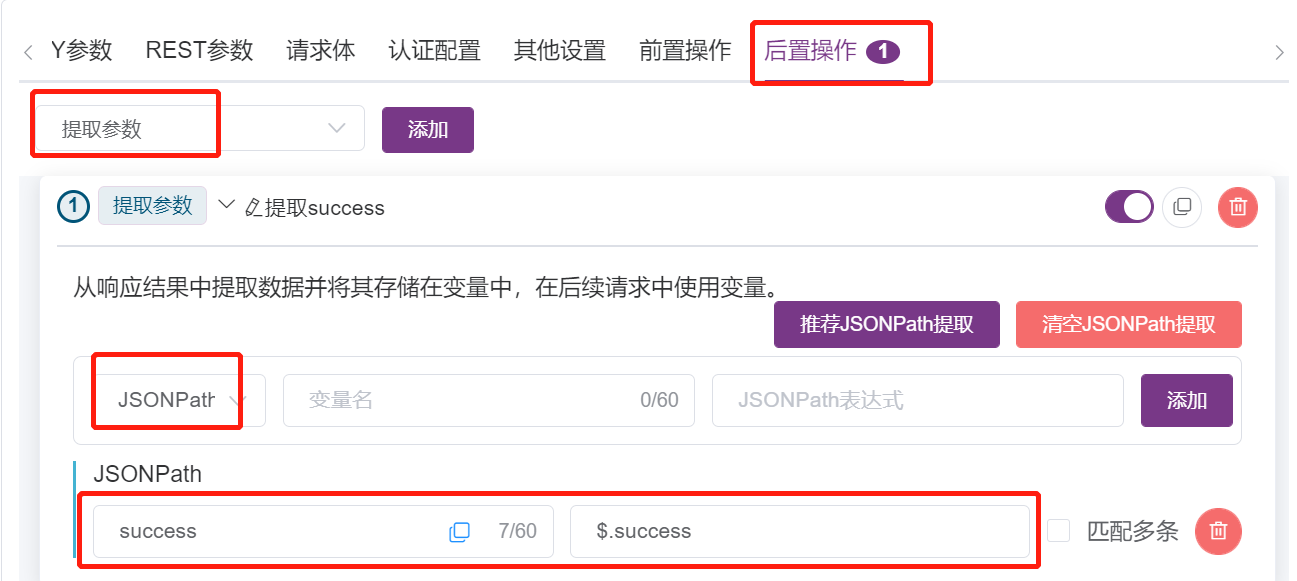 Y参数 REST参数 请求体 认证配置 其他设置 前置操作 后置操作 1
提取参数 添加
1 提取参数 提取success
从响应结果中提取数据并将其存储在变量中，在后续请求中使用变量。
推荐JSONPath提取 清空JSONPath提取
JSONPath 变量名 0/60 JSONPath表达式 添加
JSONPath
success 7/60 $.success 匹配多条